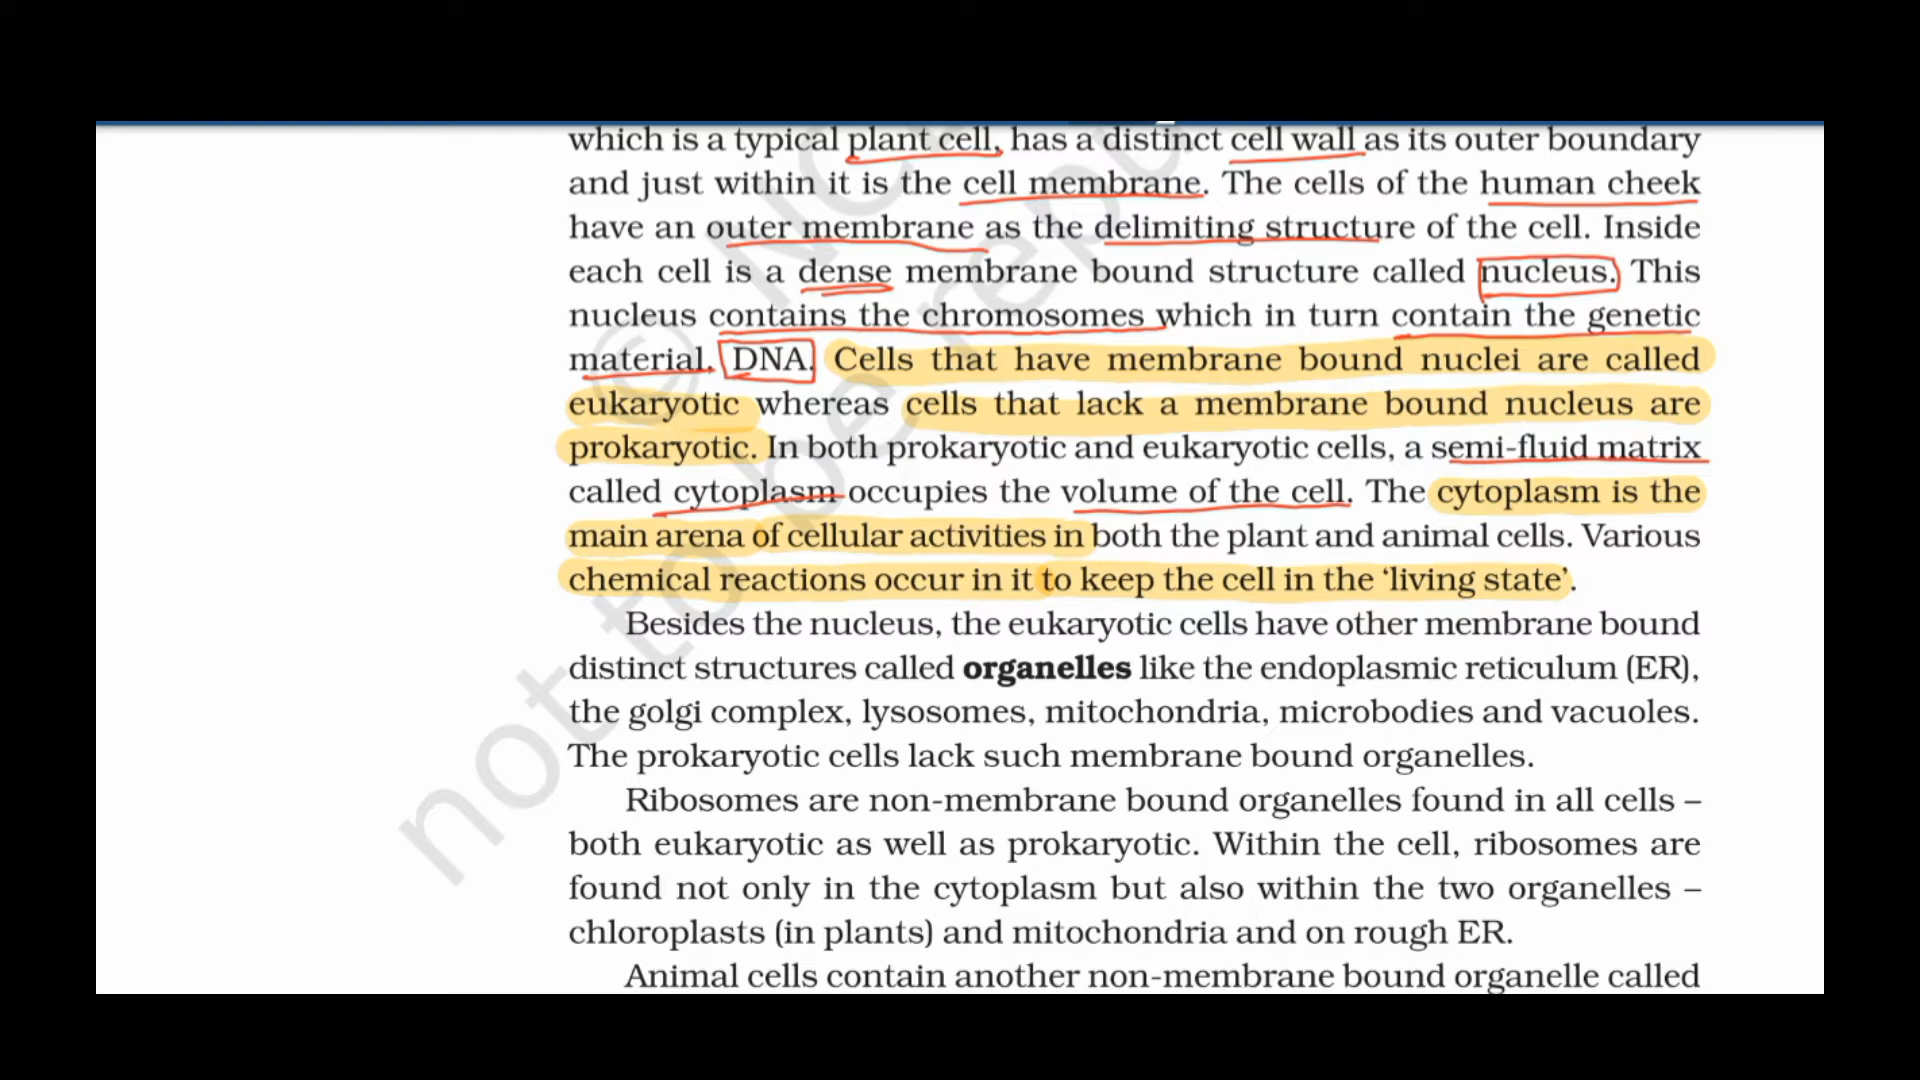 which is a typical plant cell, has a distinct cell wall as its outer boundary
and just within it is the cell membrane. The cells of the human cheek
have an outer membrane as the delimiting structure of the cell. Inside
each cell is a dense membrane bound structure called nucleus. This
nucleus contains the chromosomes which in turn contain the genetic
material, DNA. Cells that have membrane bound nuclei are called
eukaryotic whereas cells that lack a membrane bound nucleus are
prokaryotic. In both prokaryotic and eukaryotic cells, a semi-fluid matrix
called cytoplasm occupies the volume of the cell. The cytoplasm is the
main arena of cellular activities in both the plant and animal cells. Various
chemical reactions occur in it to keep the cell in the ‘living state’.
Besides the nucleus, the eukaryotic cells have other membrane bound
distinct structures called organelles like the endoplasmic reticulum (ER),
the golgi complex, lysosomes, mitochondria, microbodies and vacuoles.
The prokaryotic cells lack such membrane bound organelles.
Ribosomes are non-membrane bound organelles found in all cells –
both eukaryotic as well as prokaryotic. Within the cell, ribosomes are
found not only in the cytoplasm but also within the two organelles –
chloroplasts (in plants) and mitochondria and on rough ER.
Animal cells contain another non-membrane bound organelle called
©
not to be